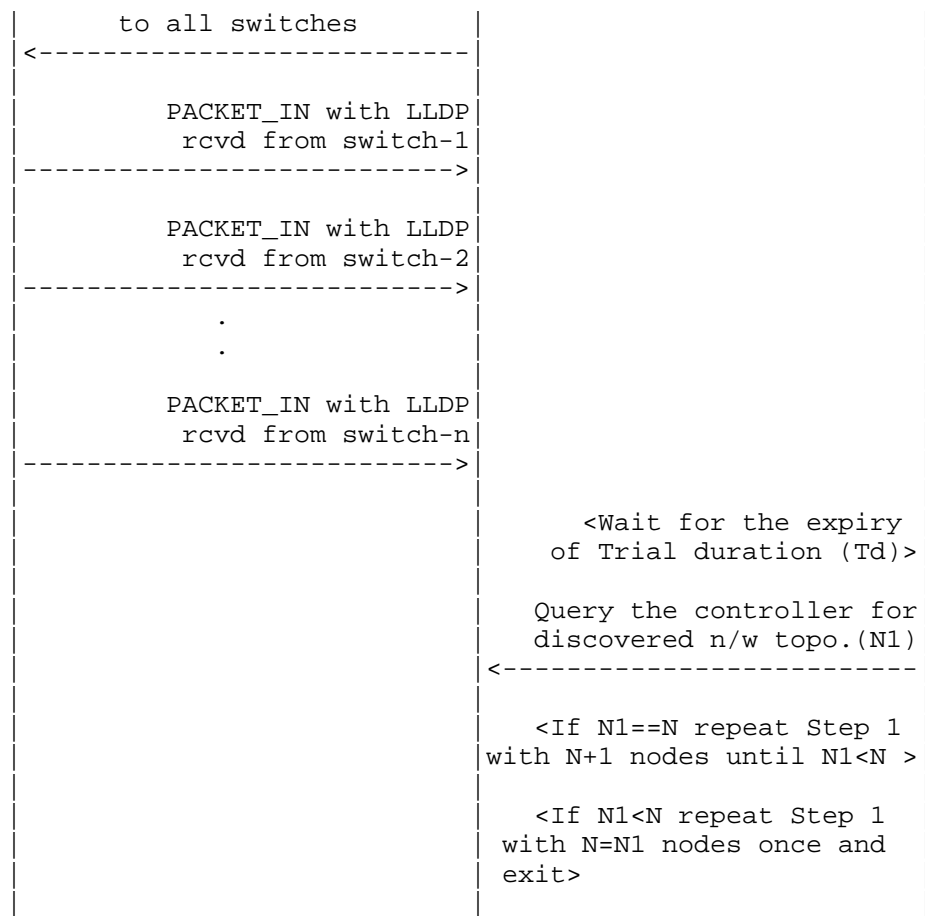 to all switches
<---------------------------
PACKET_IN with LLDP
rcvd from switch-1
--------------------------->
PACKET_IN with LLDP
rcvd from switch-2
--------------------------->
.
.
PACKET_IN with LLDP
rcvd from switch-n
--------------------------->
<Wait for the expiry
of Trial duration (Td)>
Query the controller for
discovered n/w topo.(N1)
<--------------------------
<If N1==N repeat Step 1
with N+1 nodes until N1<N >
<If N1<N repeat Step 1
with N=N1 nodes once and
exit>